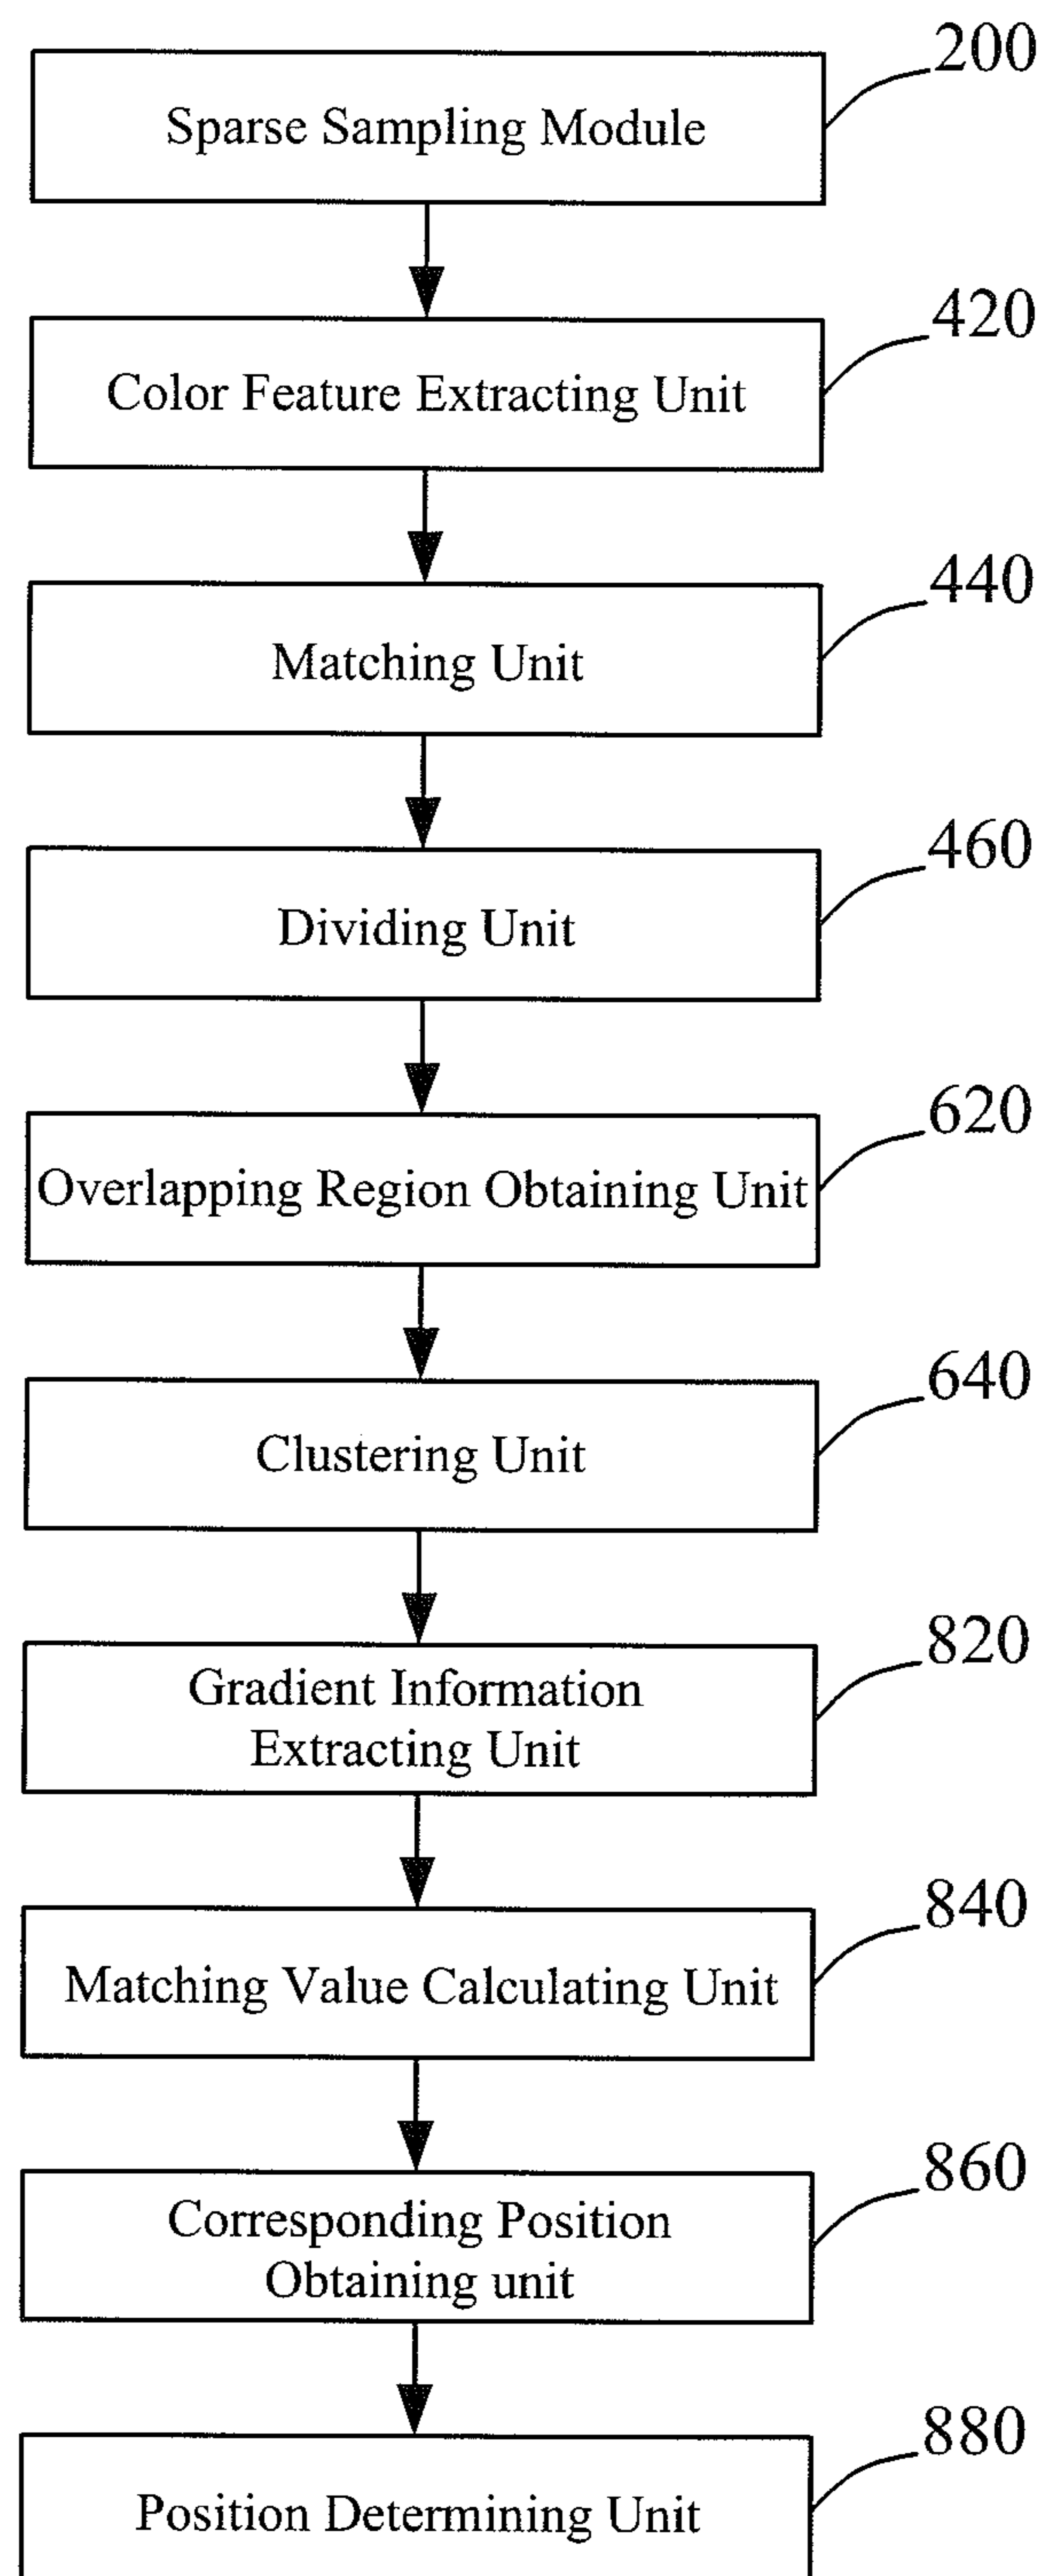 200
Sparse Sampling Module
420
Color Feature Extracting Unit
440
Matching Unit
460
Dividing Unit
620
Overlapping Region Obtaining Unit
640
Clustering Unit
820
Gradient Information
Extracting Unit
840
Matching Value Calculating Unit
860
Corresponding Position
Obtaining unit
880
Position Determining Unit